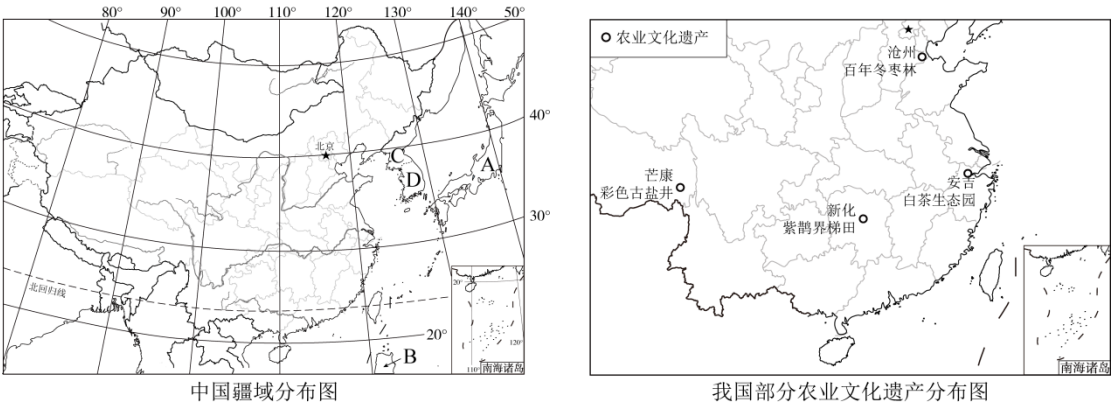 80°
90°
100°
110°
120°
130°
140°
50°
40°
30°
20°
北京
C
D
A
B
北回归线
20°
110°
120°
南海诸岛
中国疆域分布图
农业文化遗产
沧州
百年冬枣林
芒康
彩色古盐井
安吉
白茶生态园
新化
紫鹊界梯田
南海诸岛
我国部分农业文化遗产分布图